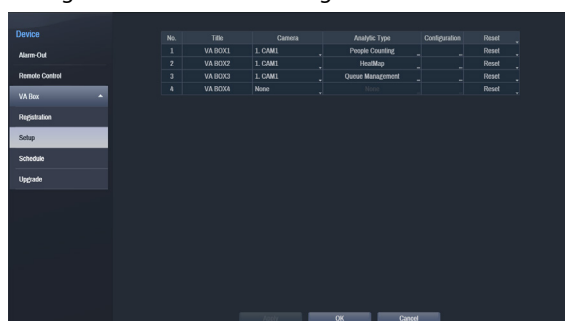 Device
Alarm-Out
Remote Control
VA Box
Registration
Setup
Schedule
Upgrade
No. Title Camera Analytic Type Configuration Reset
1 VA BOX1 1. CAM1 People Counting ... Reset
2 VA BOX2 1. CAM1 HeatMap ... Reset
3 VA BOX3 1. CAM1 Queue Management ... Reset
4 VA BOX4 None None Reset
OK Cancel